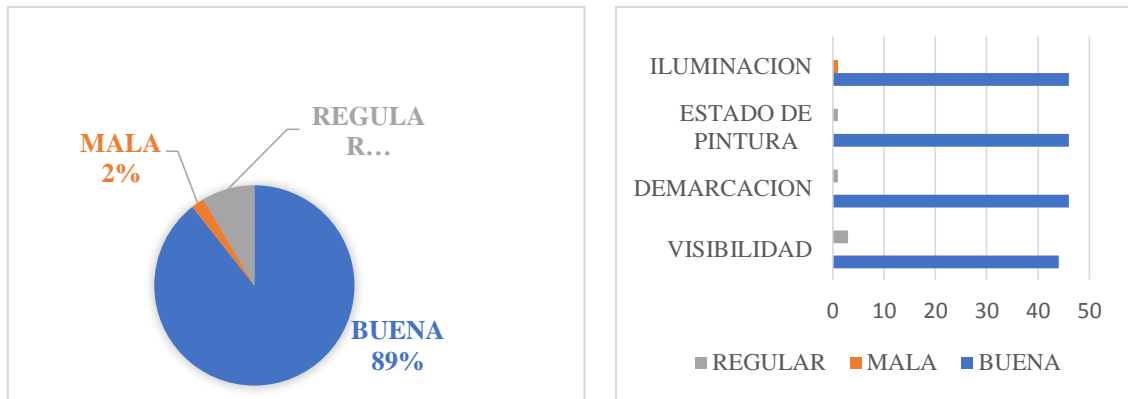 REGULA
R…
MALA
2%
BUENA
89%
ILUMINACION
ESTADO DE
PINTURA
DEMARCACION
VISIBILIDAD
0 10 20 30 40 50
REGULAR MALA BUENA